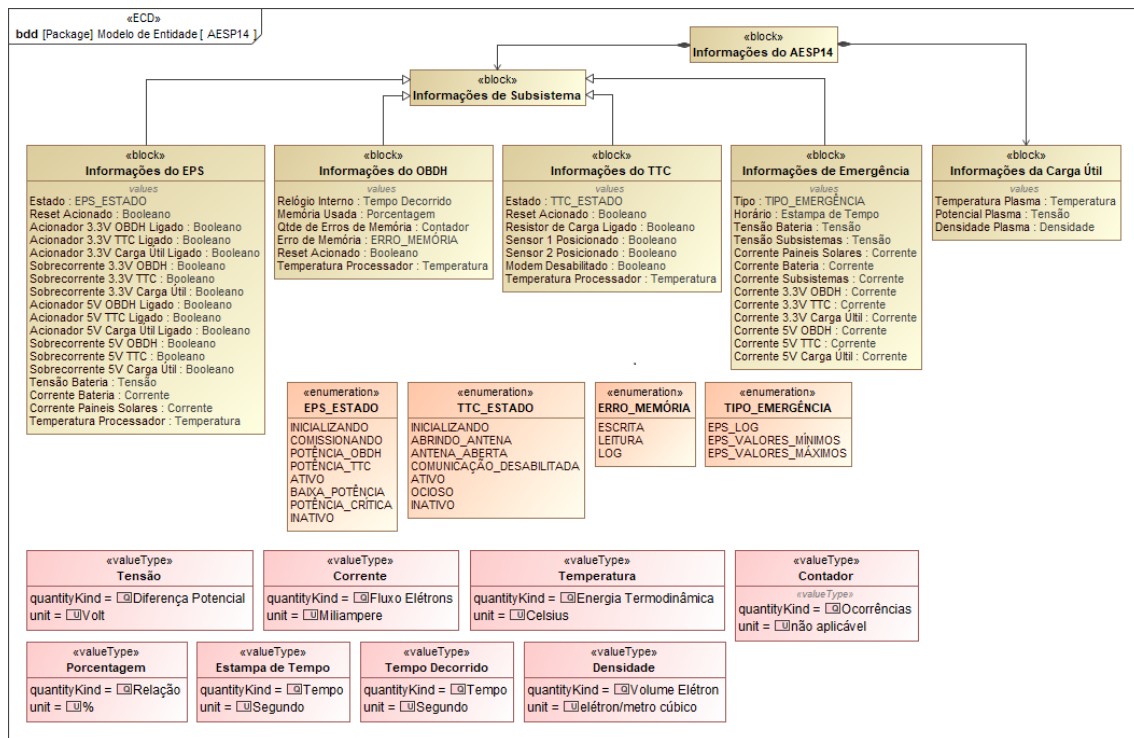 «ECD»
bdd [Package] Modelo de Entidade [ AESP14 ]
«block»
Informações do AESP14
«block»
Informações de Subsistema
«block»
Informações do EPS
values
Estado : EPS_ESTADO
Reset Acionado : Booleano
Acionador 3.3V OBDH Ligado : Booleano
Acionador 3.3V TTC Ligado : Booleano
Acionador 3.3V Carga Útil Ligado : Booleano
Sobrecorrente 3.3V OBDH : Booleano
Sobrecorrente 3.3V TTC : Booleano
Sobrecorrente 3.3V Carga Útil : Booleano
Acionador 5V OBDH Ligado : Booleano
Acionador 5V TTC Ligado : Booleano
Acionador 5V Carga Útil Ligado : Booleano
Sobrecorrente 5V OBDH : Booleano
Sobrecorrente 5V TTC : Booleano
Sobrecorrente 5V Carga Útil : Booleano
Tensão Bateria : Tensão
Corrente Bateria : Corrente
Corrente Paineis Solares : Corrente
Temperatura Processador : Temperatura
«block»
Informações do OBDH
values
Relógio Interno : Tempo Decorrido
Memória Usada : Porcentagem
Qtde de Erros de Memória : Contador
Erro de Memória : ERRO_MEMÓRIA
Reset Acionado : Booleano
Temperatura Processador : Temperatura
«block»
Informações do TTC
values
Estado : TTC_ESTADO
Reset Acionado : Booleano
Resistor de Carga Ligado : Booleano
Sensor 1 Posicionado : Booleano
Sensor 2 Posicionado : Booleano
Modem Desabilitado : Booleano
Temperatura Processador : Temperatura
«block»
Informações de Emergência
values
Tipo : TIPO_EMERGÊNCIA
Horário : Estampa de Tempo
Tensão Bateria : Tensão
Tensão Subsistemas : Tensão
Corrente Paineis Solares : Corrente
Corrente Bateria : Corrente
Corrente Subsistemas : Corrente
Corrente 3.3V OBDH : Corrente
Corrente 3.3V TTC : Corrente
Corrente 3.3V Carga Últil : Corrente
Corrente 5V OBDH : Corrente
Corrente 5V TTC : Corrente
Corrente 5V Carga Últil : Corrente
«block»
Informações da Carga Útil
values
Temperatura Plasma : Temperatura
Potencial Plasma : Tensão
Densidade Plasma : Densidade
«enumeration»
EPS_ESTADO
INICIALIZANDO
COMISSIONANDO
POTÊNCIA_OBDH
POTÊNCIA_TTC
ATIVO
BAIXA_POTÊNCIA
POTÊNCIA_CRÍTICA
INATIVO
«enumeration»
TTC_ESTADO
INICIALIZANDO
ABRINDO_ANTENA
ANTENA_ABERTA
COMUNICAÇÃO_DESABILITADA
ATIVO
OCIOSO
INATIVO
«enumeration»
ERRO_MEMÓRIA
ESCRITA
LEITURA
LOG
«enumeration»
TIPO_EMERGÊNCIA
EPS_LOG
EPS_VALORES_MÍNIMOS
EPS_VALORES_MÁXIMOS
«valueType»
Tensão
quantityKind = Q Diferença Potencial
unit = U Volt
«valueType»
Corrente
quantityKind = Q Fluxo Elétrons
unit = U Miliampere
«valueType»
Temperatura
quantityKind = Q Energia Termodinâmica
unit = U Celsius
«valueType»
Contador
quantityKind = Q Ocorrências
«valueType»
unit = U não aplicável
«valueType»
Porcentagem
quantityKind = Q Relação
unit = U %
«valueType»
Estampa de Tempo
quantityKind = Q Tempo
unit = U Segundo
«valueType»
Tempo Decorrido
quantityKind = Q Tempo
unit = U Segundo
«valueType»
Densidade
quantityKind = Q Volume Elétron
unit = U elétron/metro cúbico